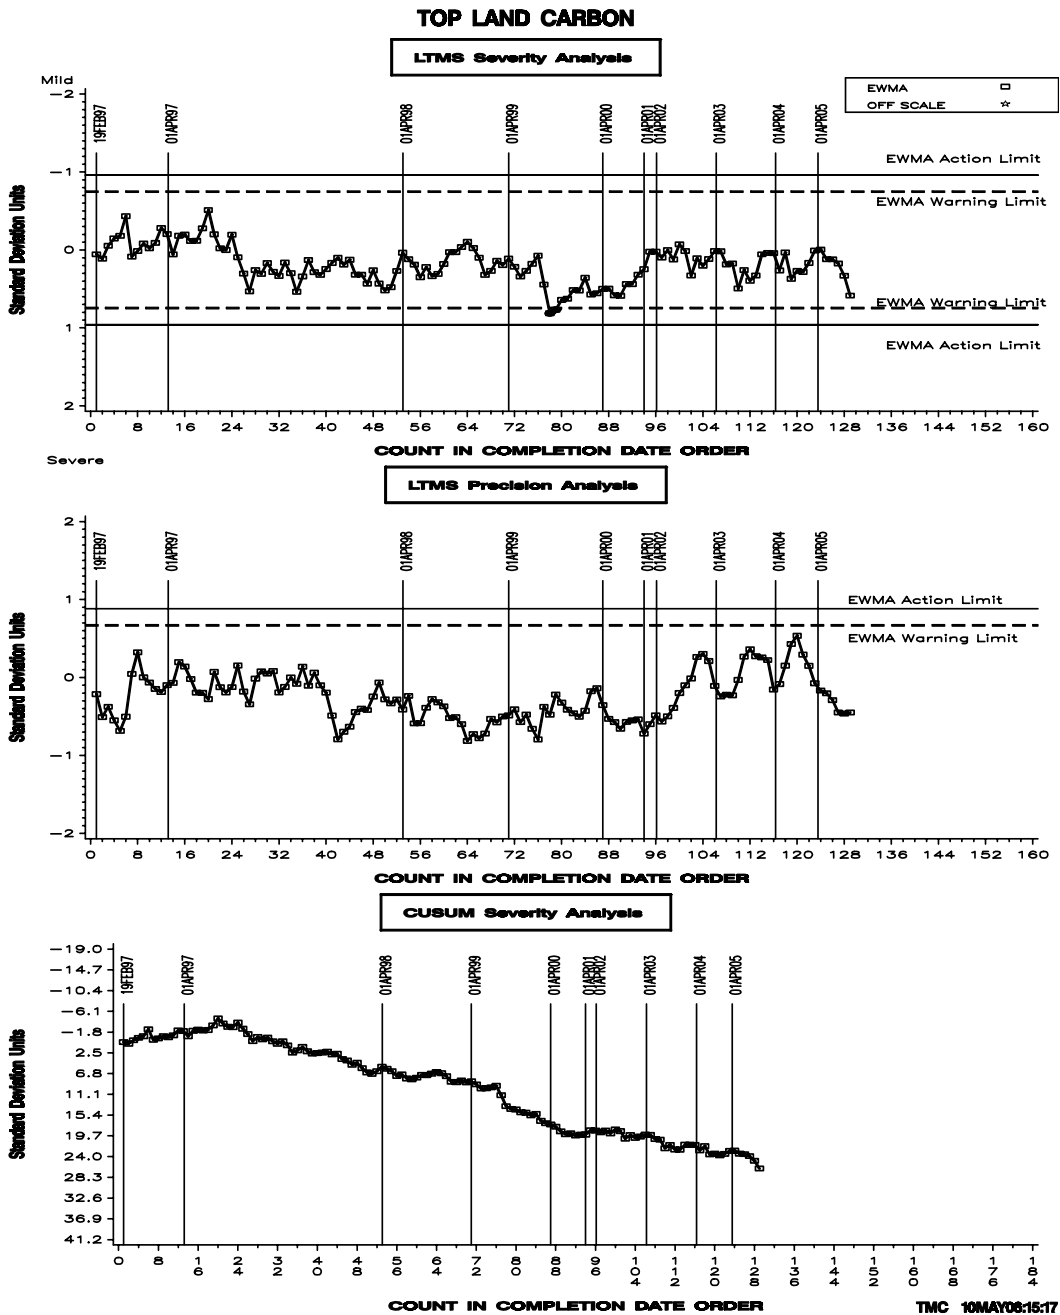 TOP LAND CARBON
LTMS Severity Analysis
Mild
EWMA
OFF SCALE
19FEB97 01APR97 01APR98 01APR99 01APR00 01APR01 01APR02 01APR03 01APR04 01APR05
EWMA Action Limit
EWMA Warning Limit
EWMA Warning Limit
EWMA Action Limit
Standard Deviation Units
-2
-1
0
1
2
0 8 16 24 32 40 48 56 64 72 80 88 96 104 112 120 128 136 144 152 160
COUNT IN COMPLETION DATE ORDER
Severe
LTMS Precision Analysis
19FEB97 01APR97 01APR98 01APR99 01APR00 01APR01 01APR02 01APR03 01APR04 01APR05
EWMA Action Limit
EWMA Warning Limit
Standard Deviation Units
2
1
0
-1
-2
0 8 16 24 32 40 48 56 64 72 80 88 96 104 112 120 128 136 144 152 160
COUNT IN COMPLETION DATE ORDER
CUSUM Severity Analysis
19FEB97 01APR97 01APR98 01APR99 01APR00 01APR01 01APR02 01APR03 01APR04 01APR05
Standard Deviation Units
-19.0
-14.7
-10.4
-6.1
-1.8
2.5
6.8
11.1
15.4
19.7
24.0
28.3
32.6
36.9
41.2
0 8 16 24 32 40 48 56 64 72 80 88 96 104 112 120 128 136 144 152 160 168 176 184
COUNT IN COMPLETION DATE ORDER